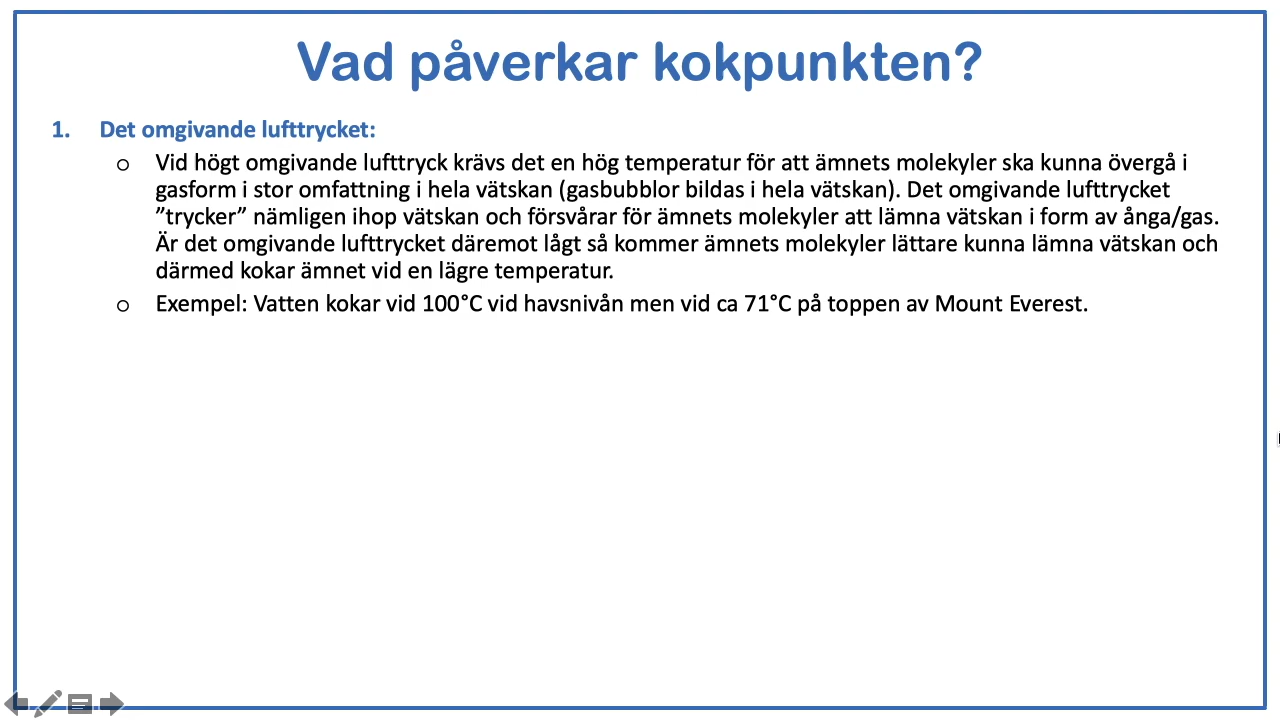 Vad påverkar kokpunkten?
1. Det omgivande lufttrycket:
o Vid högt omgivande lufttryck krävs det en hög temperatur för att ämnets molekyler ska kunna övergå i
gasform i stor omfattning i hela vätskan (gasbubblor bildas i hela vätskan). Det omgivande lufttrycket
”trycker” nämligen ihop vätskan och försvårar för ämnets molekyler att lämna vätskan i form av ånga/gas.
Är det omgivande lufttrycket däremot lågt så kommer ämnets molekyler lättare kunna lämna vätskan och
därmed kokar ämnet vid en lägre temperatur.
o Exempel: Vatten kokar vid 100°C vid havsnivån men vid ca 71°C på toppen av Mount Everest.